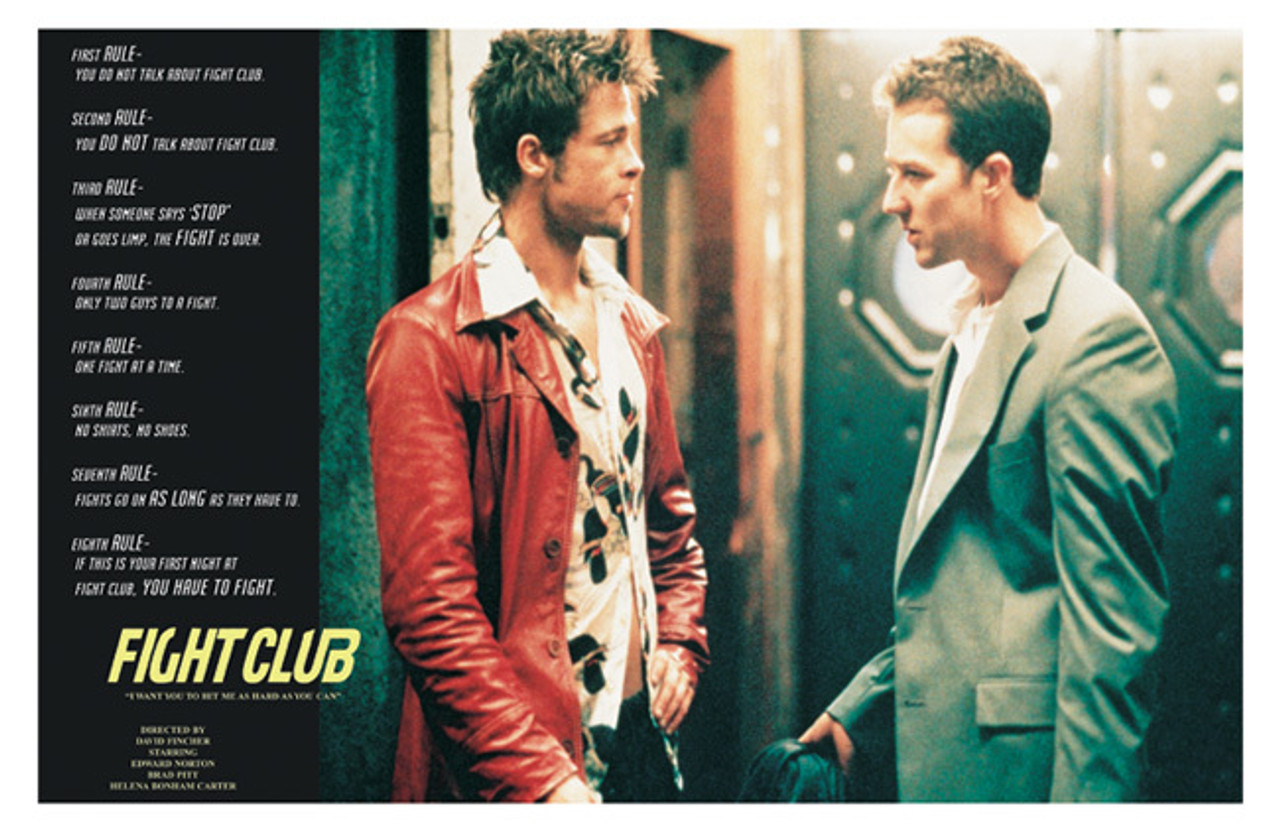 FIRST RULE-
YOU DO NOT TALK ABOUT FIGHT CLUB.
SECOND RULE-
YOU DO NOT TALK ABOUT FIGHT CLUB.
THIRD RULE-
WHEN SOMEONE SAYS "STOP"
OR GOES LIMP, THE FIGHT IS OVER.
FOURTH RULE-
ONLY TWO GUYS TO A FIGHT.
FIFTH RULE-
ONE FIGHT AT A TIME.
SIXTH RULE-
NO SHIRTS, NO SHOES.
SEVENTH RULE-
FIGHTS GO ON AS LONG AS THEY HAVE TO.
EIGHTH RULE-
IF THIS IS YOUR FIRST NIGHT AT
FIGHT CLUB, YOU HAVE TO FIGHT.
FIGHT CLUB
"I WANT YOU TO HIT ME AS HARD AS YOU CAN"
DIRECTED BY
DAVID FINCHER
STARRING
EDWARD NORTON
BRAD PITT
HELENA BONHAM CARTER